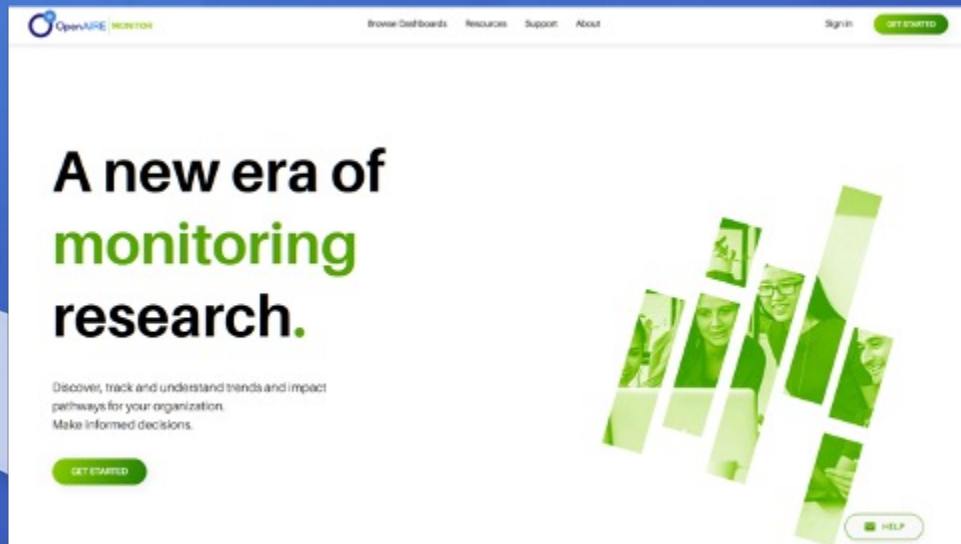 OpenAIRE | MONITOR
Browse Dashboards Resources Support About
Sign in
GET STARTED
A new era of
monitoring
research.
Discover, track and understand trends and impact
pathways for your organization.
Make informed decisions.
GET STARTED
HELP